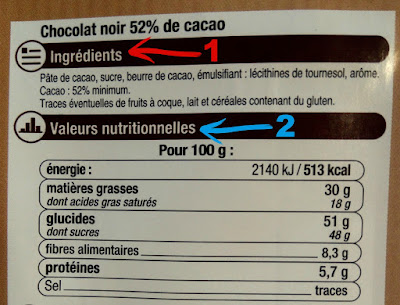 Chocolat noir 52% de cacao
Ingrédients 1
Pâte de cacao, sucre, beurre de cacao, émulsifiant : lécithines de tournesol, arôme.
Cacao : 52% minimum.
Traces éventuelles de fruits à coque, lait et céréales contenant du gluten.
Valeurs nutritionnelles 2
Pour 100 g :
énergie : 2140 kJ / 513 kcal
matières grasses 30 g
dont acides gras saturés 18 g
glucides 51 g
dont sucres 48 g
fibres alimentaires 8,3 g
protéines 5,7 g
Sel traces